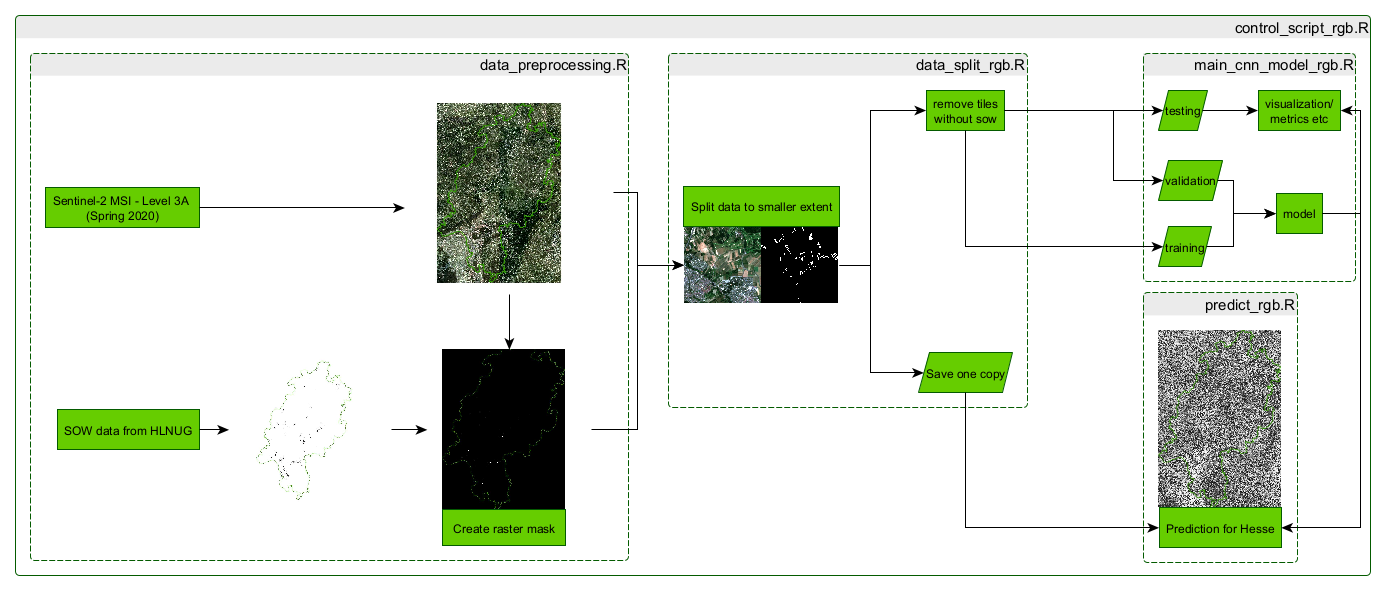 control_script_rgb.R
data_preprocessing.R
Sentinel-2 MSI - Level 3A
(Spring 2020)
SOW data from HLNUG
Create raster mask
data_split_rgb.R
Split data to smaller extent
remove tiles
without sow
Save one copy
main_cnn_model_rgb.R
testing
visualization/
metrics etc
validation
model
training
predict_rgb.R
Prediction for Hesse